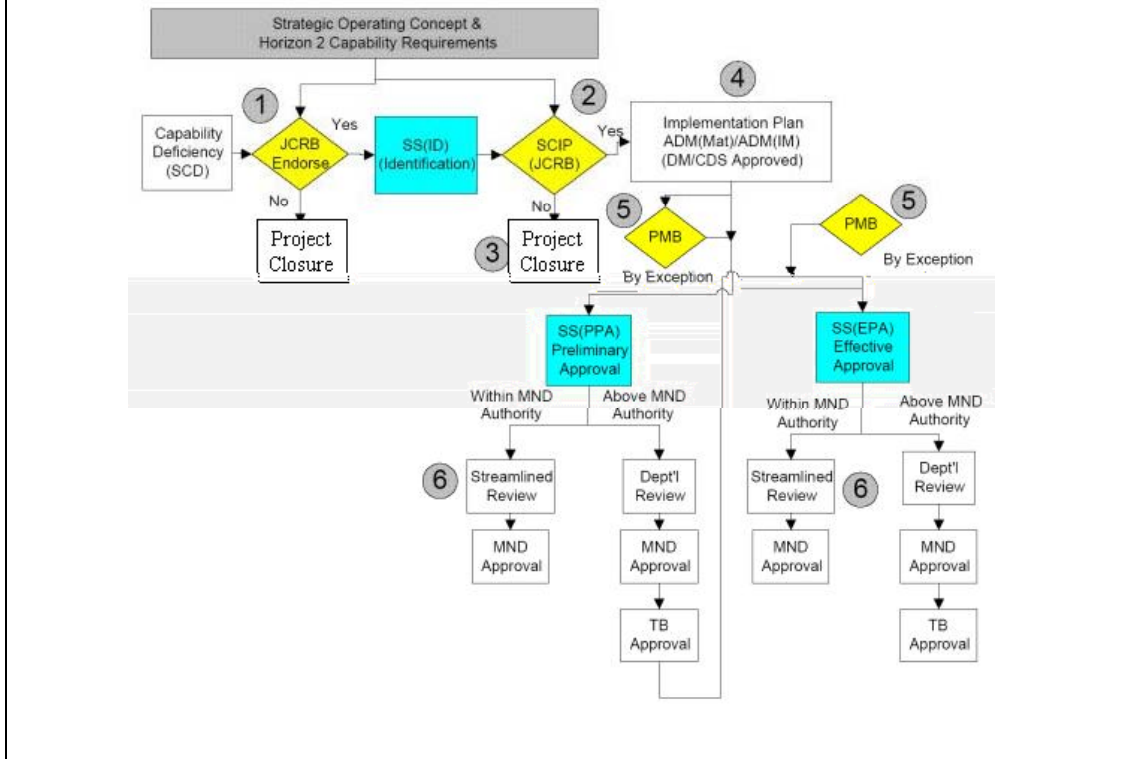 Strategic Operating Concept &
Horizon 2 Capability Requirements
1
2
4
Capability
Deficiency
(SCD)
JCRB
Endorse
Yes
No
SS(ID)
(Identification)
SCIP
(JCRB)
Yes
No
Implementation Plan
ADM(Mat)/ADM(IM)
(DM/CDS Approved)
Project
Closure
3
Project
Closure
5
PMB
By Exception
PMB
5
By Exception
SS(PPA)
Preliminary
Approval
SS(EPA)
Effective
Approval
Within MND
Authority
Above MND
Authority
Within MND
Authority
Above MND
Authority
6
Streamlined
Review
Dept'l
Review
Streamlined
Review
6
Dept'l
Review
MND
Approval
MND
Approval
MND
Approval
MND
Approval
TB
Approval
TB
Approval